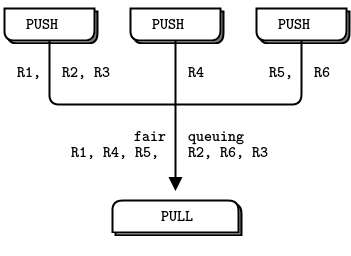 PUSH PUSH PUSH
R1, R2, R3 R4 R5, R6
fair queuing
R1, R4, R5, R2, R6, R3
PULL